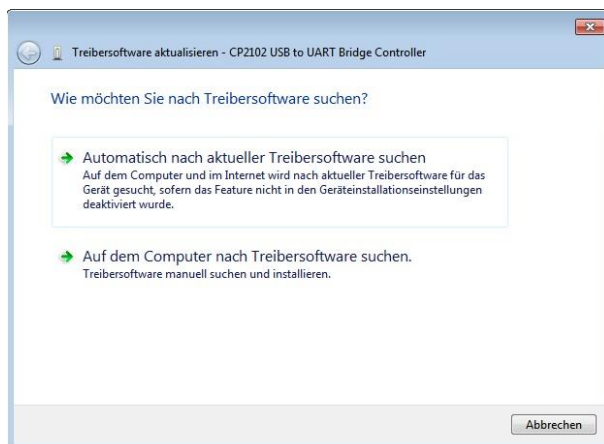 Treibersoftware aktualisieren - CP2102 USB to UART Bridge Controller
Wie möchten Sie nach Treibersoftware suchen?
Automatisch nach aktueller Treibersoftware suchen
Auf dem Computer und im Internet wird nach aktueller Treibersoftware für das
Gerät gesucht, sofern das Feature nicht in den Geräteinstallationseinstellungen
deaktiviert wurde.
Auf dem Computer nach Treibersoftware suchen.
Treibersoftware manuell suchen und installieren.
Abbrechen